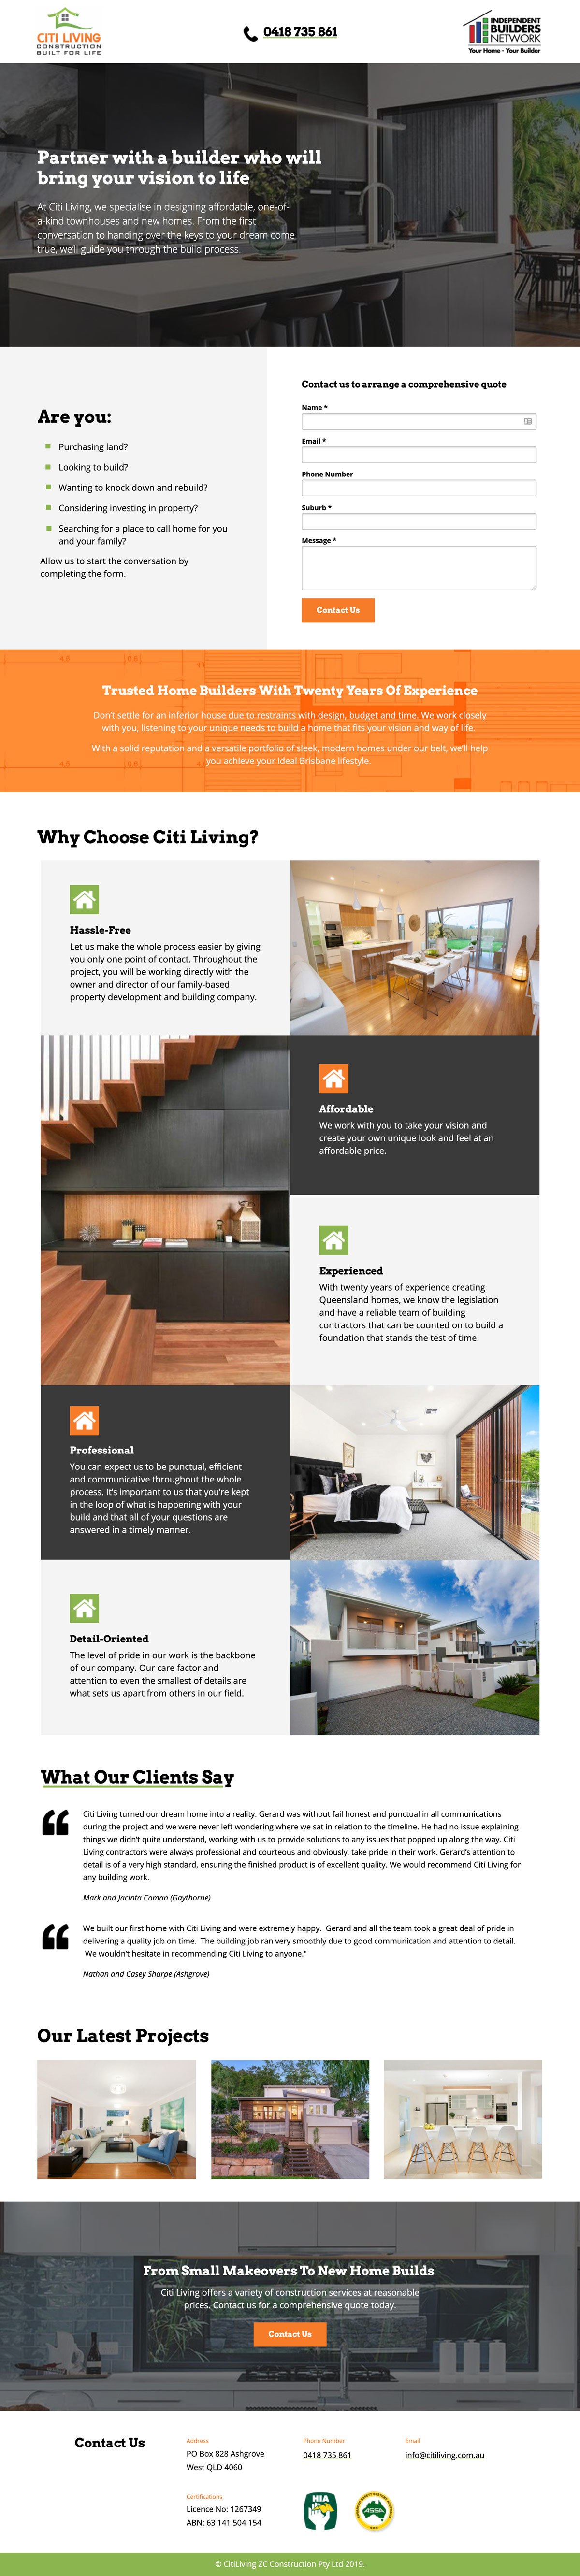 CITI LIVING
CONSTRUCTION
BUILT FOR LIFE
0418 735 861
INDEPENDENT
BUILDERS
NETWORK
Your Home - Your Builder
Partner with a builder who will
bring your vision to life
At Citi Living, we specialise in designing affordable, one-of-
a-kind townhouses and new homes. From the first
conversation to handing over the keys to your dream come
true, we'll guide you through the build process.
Are you:
Purchasing land?
Looking to build?
Wanting to knock down and rebuild?
Considering investing in property?
Searching for a place to call home for you
and your family?
Allow us to start the conversation by
completing the form.
Contact us to arrange a comprehensive quote
Name *
Email *
Phone Number
Suburb *
Message *
Contact Us
Trusted Home Builders With Twenty Years Of Experience
Don't settle for an inferior house due to restraints with design, budget and time. We work closely
with you, listening to your unique needs to build a home that fits your vision and way of life.
With a solid reputation and a versatile portfolio of sleek, modern homes under our belt, we'll help
you achieve your ideal Brisbane lifestyle.
Why Choose Citi Living?
Hassle-Free
Let us make the whole process easier by giving
you only one point of contact. Throughout the
project, you will be working directly with the
owner and director of our family-based
property development and building company.
Affordable
We work with you to take your vision and
create your own unique look and feel at an
affordable price.
Experienced
With twenty years of experience creating
Queensland homes, we know the legislation
and have a reliable team of building
contractors that can be counted on to build a
foundation that stands the test of time.
Professional
You can expect us to be punctual, efficient
and communicative throughout the whole
process. It's important to us that you're kept
in the loop of what is happening with your
build and that all of your questions are
answered in a timely manner.
Detail-Oriented
The level of pride in our work is the backbone
of our company. Our care factor and
attention to even the smallest of details are
what sets us apart from others in our field.
What Our Clients Say
Citi Living turned our dream home into a reality. Gerard was without fail honest and punctual in all communications
during the project and we were never left wondering where we sat in relation to the timeline. He had no issue explaining
things we didn't quite understand, working with us to provide solutions to any issues that popped up along the way. Citi
Living contractors were always professional and courteous and obviously, take pride in their work. Gerard's attention to
detail is of a very high standard, ensuring the finished product is of excellent quality. We would recommend Citi Living for
any building work.
Mark and Jacinta Coman (Gaythorne)
We built our first home with Citi Living and were extremely happy. Gerard and all the team took a great deal of pride in
delivering a quality job on time. The building job ran very smoothly due to good communication and attention to detail.
We wouldn't hesitate in recommending Citi Living to anyone."
Nathan and Casey Sharpe (Ashgrove)
Our Latest Projects
From Small Makeovers To New Home Builds
Citi Living offers a variety of construction services at reasonable
prices. Contact us for a comprehensive quote today.
Contact Us
Contact Us
Address
PO Box 828 Ashgrove
West QLD 4060
Phone Number
0418 735 861
Email
info@citiliving.com.au
Certifications
Licence No: 1267349
ABN: 63 141 504 154
HIA
ASSA
© CitiLiving ZC Construction Pty Ltd 2019.